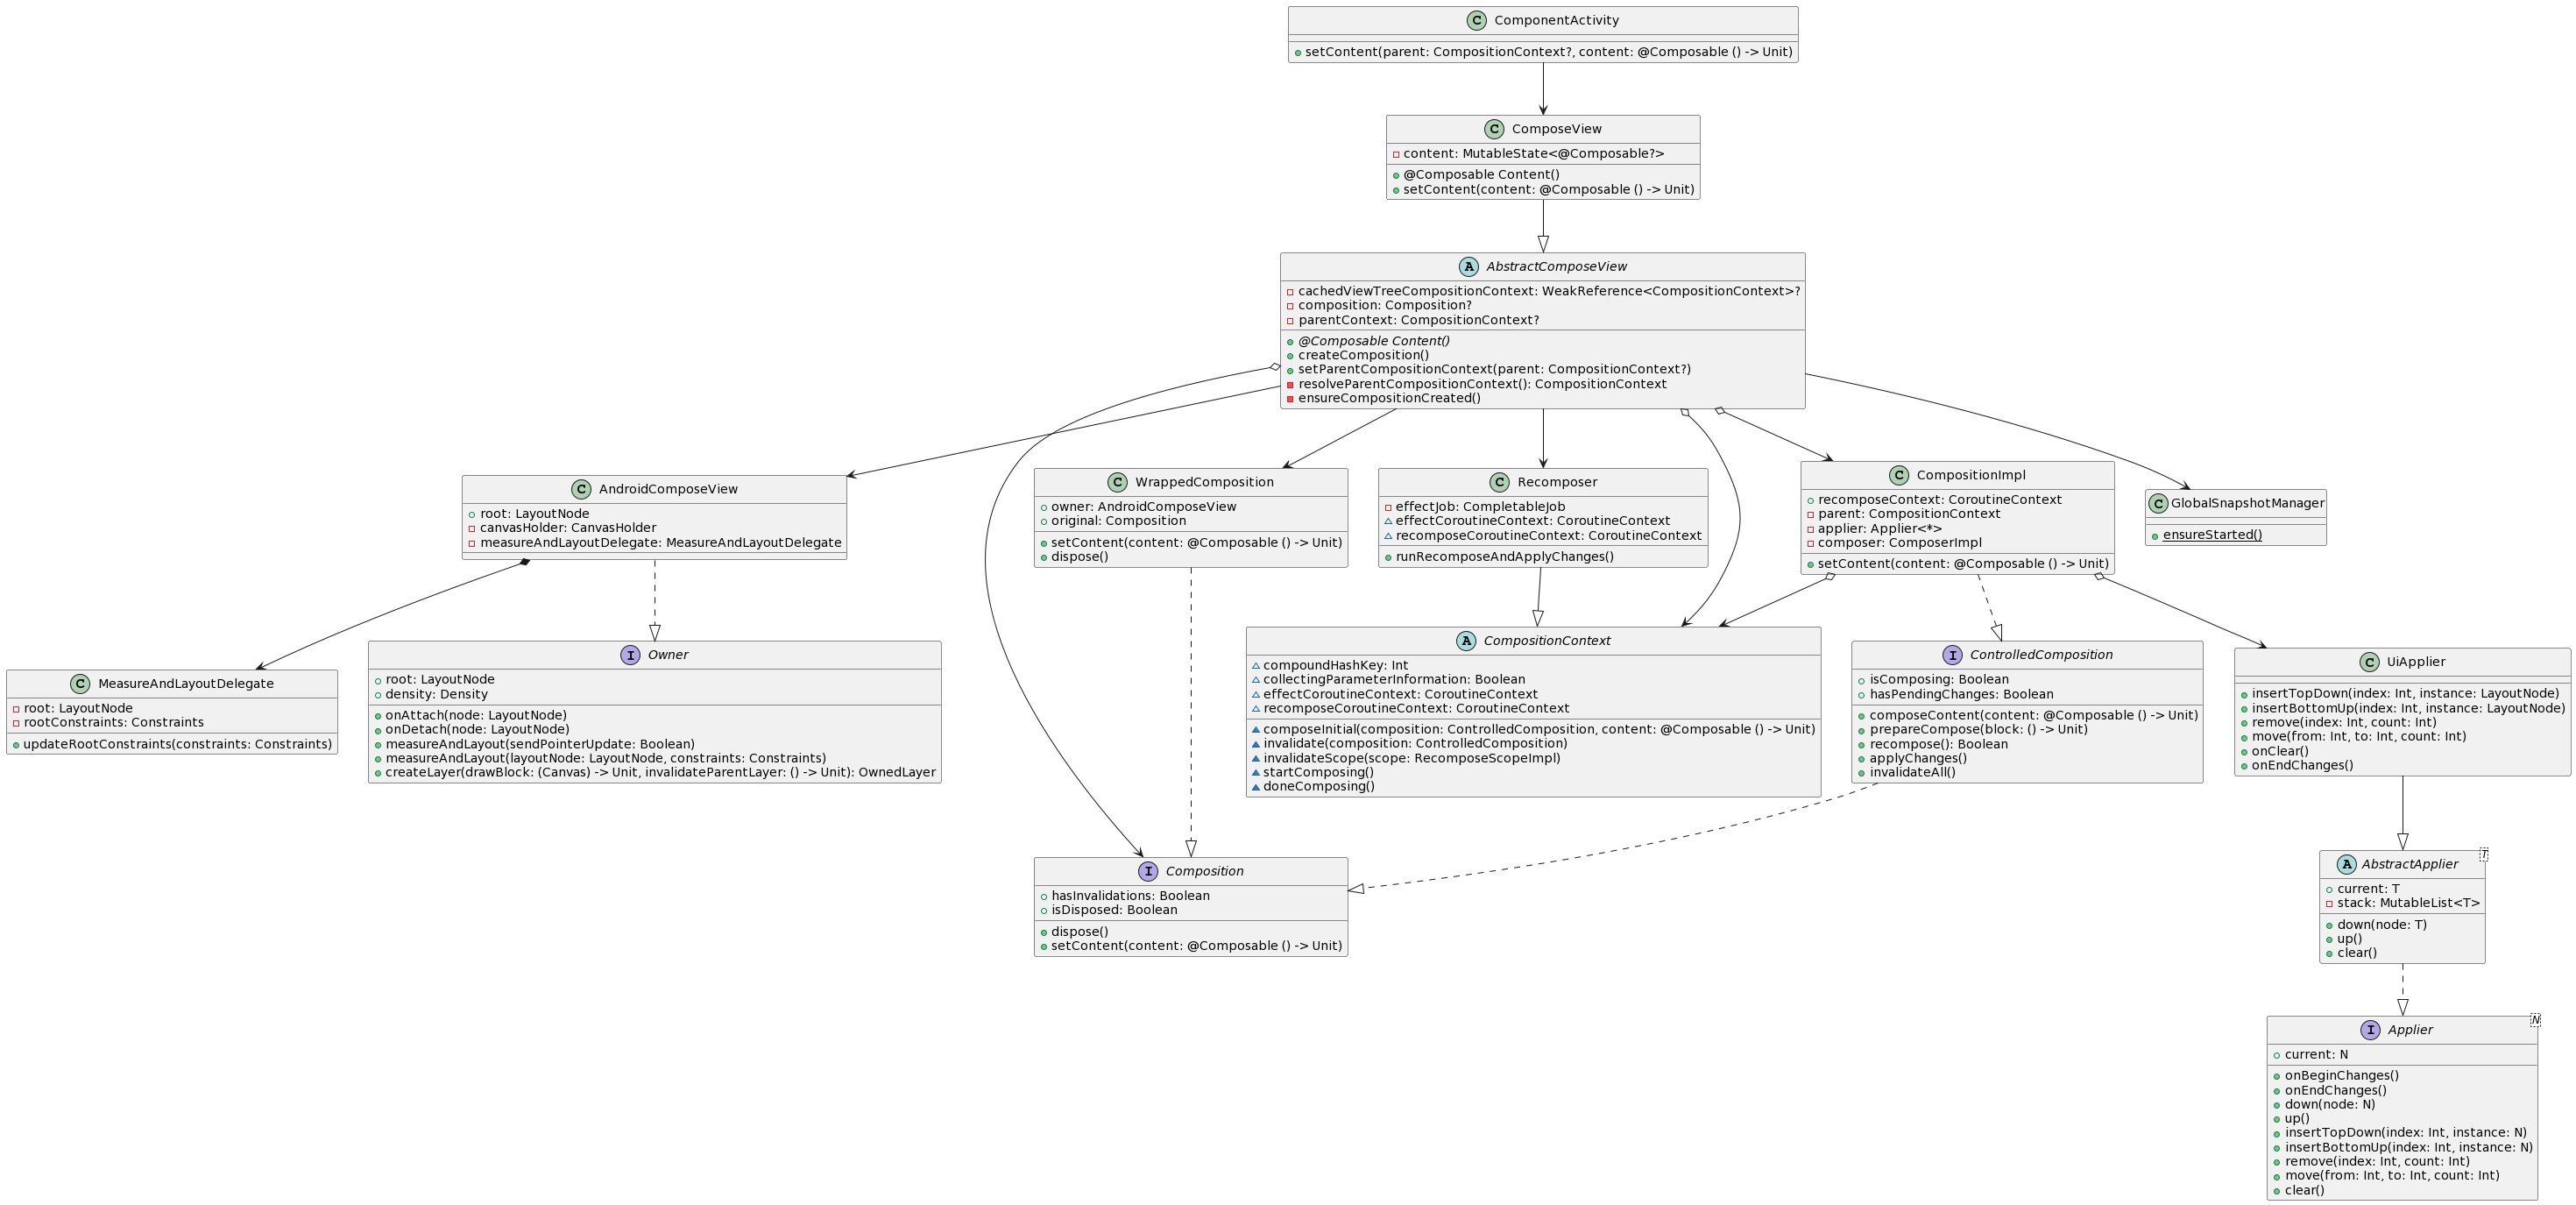 C ComponentActivity
setContent(parent: CompositionContext?, content: @Composable () -> Unit)
C ComposeView
content: MutableState<@Composable?>
@Composable Content()
setContent(content: @Composable () -> Unit)
A AbstractComposeView
cachedViewTreeCompositionContext: WeakReference<CompositionContext>?
composition: Composition?
parentContext: CompositionContext?
@Composable Content()
createComposition()
setParentCompositionContext(parent: CompositionContext?)
resolveParentCompositionContext(): CompositionContext
ensureCompositionCreated()
C AndroidComposeView
root: LayoutNode
canvasHolder: CanvasHolder
measureAndLayoutDelegate: MeasureAndLayoutDelegate
C WrappedComposition
owner: AndroidComposeView
original: Composition
setContent(content: @Composable () -> Unit)
dispose()
C Recomposer
effectJob: CompletableJob
effectCoroutineContext: CoroutineContext
recomposeCoroutineContext: CoroutineContext
runRecomposeAndApplyChanges()
C CompositionImpl
recomposeContext: CoroutineContext
parent: CompositionContext
applier: Applier<*>
composer: ComposerImpl
setContent(content: @Composable () -> Unit)
C GlobalSnapshotManager
ensureStarted()
C MeasureAndLayoutDelegate
root: LayoutNode
rootConstraints: Constraints
updateRootConstraints(constraints: Constraints)
I Owner
root: LayoutNode
density: Density
onAttach(node: LayoutNode)
onDetach(node: LayoutNode)
measureAndLayout(sendPointerUpdate: Boolean)
measureAndLayout(layoutNode: LayoutNode, constraints: Constraints)
createLayer(drawBlock: (Canvas) -> Unit, invalidateParentLayer: () -> Unit): OwnedLayer
A CompositionContext
compoundHashKey: Int
collectingParameterInformation: Boolean
effectCoroutineContext: CoroutineContext
recomposeCoroutineContext: CoroutineContext
composeInitial(composition: ControlledComposition, content: @Composable () -> Unit)
invalidate(composition: ControlledComposition)
invalidateScope(scope: RecomposeScopeImpl)
startComposing()
doneComposing()
I ControlledComposition
isComposing: Boolean
hasPendingChanges: Boolean
composeContent(content: @Composable () -> Unit)
prepareCompose(block: () -> Unit)
recompose(): Boolean
applyChanges()
invalidateAll()
C UiApplier
insertTopDown(index: Int, instance: LayoutNode)
insertBottomUp(index: Int, instance: LayoutNode)
remove(index: Int, count: Int)
move(from: Int, to: Int, count: Int)
onClear()
onEndChanges()
I Composition
hasInvalidations: Boolean
isDisposed: Boolean
dispose()
setContent(content: @Composable () -> Unit)
A AbstractApplier T
current: T
stack: MutableList<T>
down(node: T)
up()
clear()
I Applier N
current: N
onBeginChanges()
onEndChanges()
down(node: N)
up()
insertTopDown(index: Int, instance: N)
insertBottomUp(index: Int, instance: N)
remove(index: Int, count: Int)
move(from: Int, to: Int, count: Int)
clear()